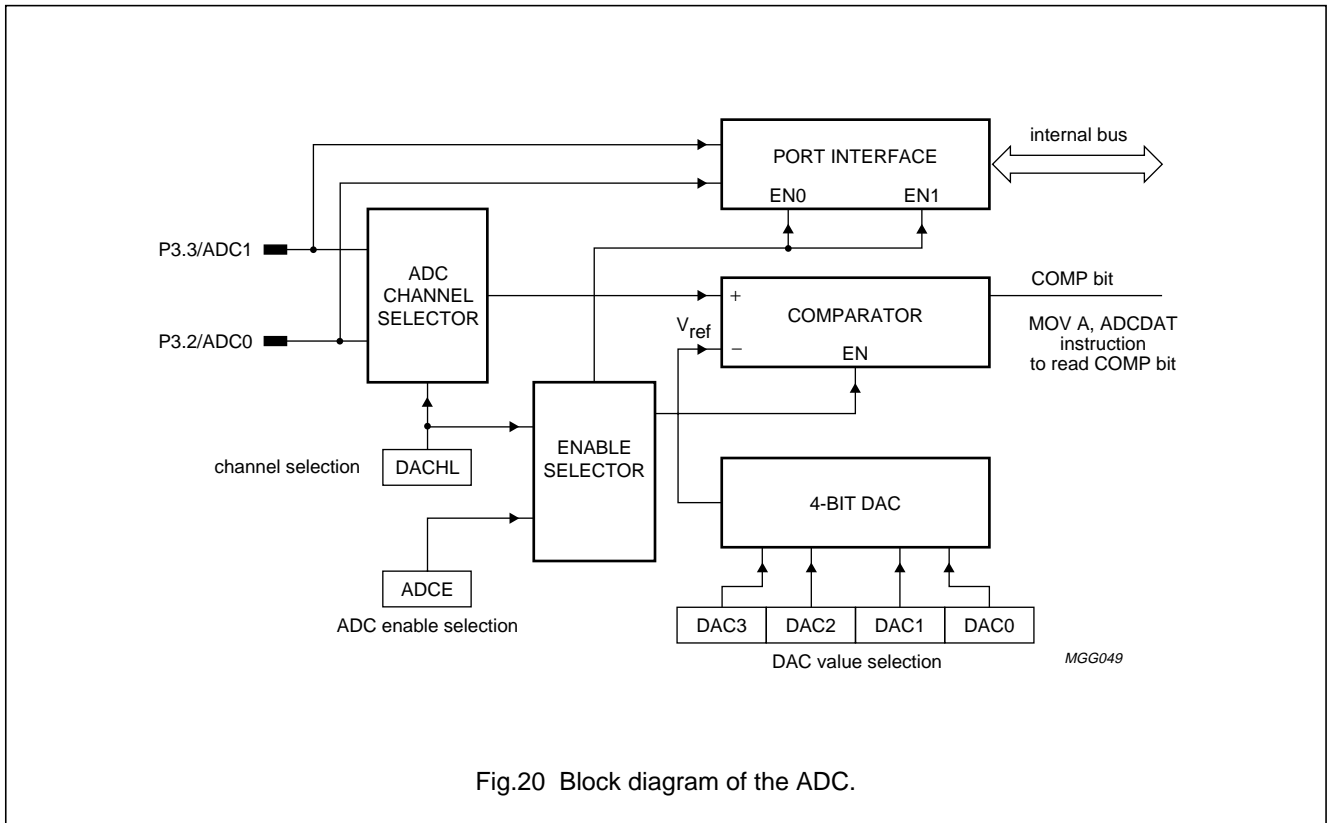 internal bus
PORT INTERFACE
EN0 EN1
P3.3/ADC1
ADC
CHANNEL
SELECTOR
P3.2/ADC0
+
COMPARATOR
Vref
−
EN
COMP bit
MOV A, ADCDAT
instruction
to read COMP bit
channel selection
DACHL
ENABLE
SELECTOR
4-BIT DAC
ADCE
ADC enable selection
DAC3 DAC2 DAC1 DAC0
DAC value selection
MGG049
Fig.20 Block diagram of the ADC.